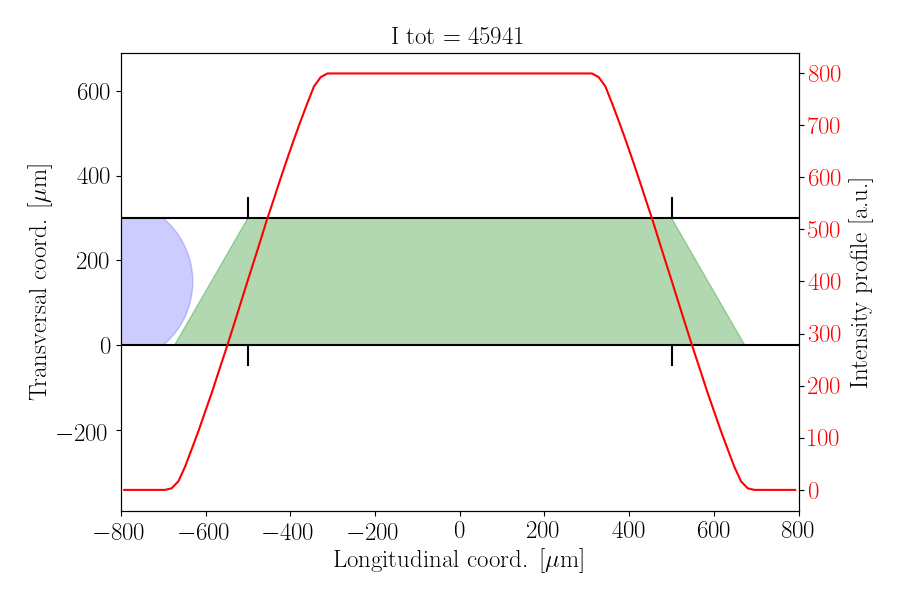 I tot = 45941
600
400
200
0
−200
Transversal coord. [μm]
800
700
600
500
400
300
200
100
0
Intensity profile [a.u.]
−800 −600 −400 −200 0 200 400 600 800
Longitudinal coord. [μm]